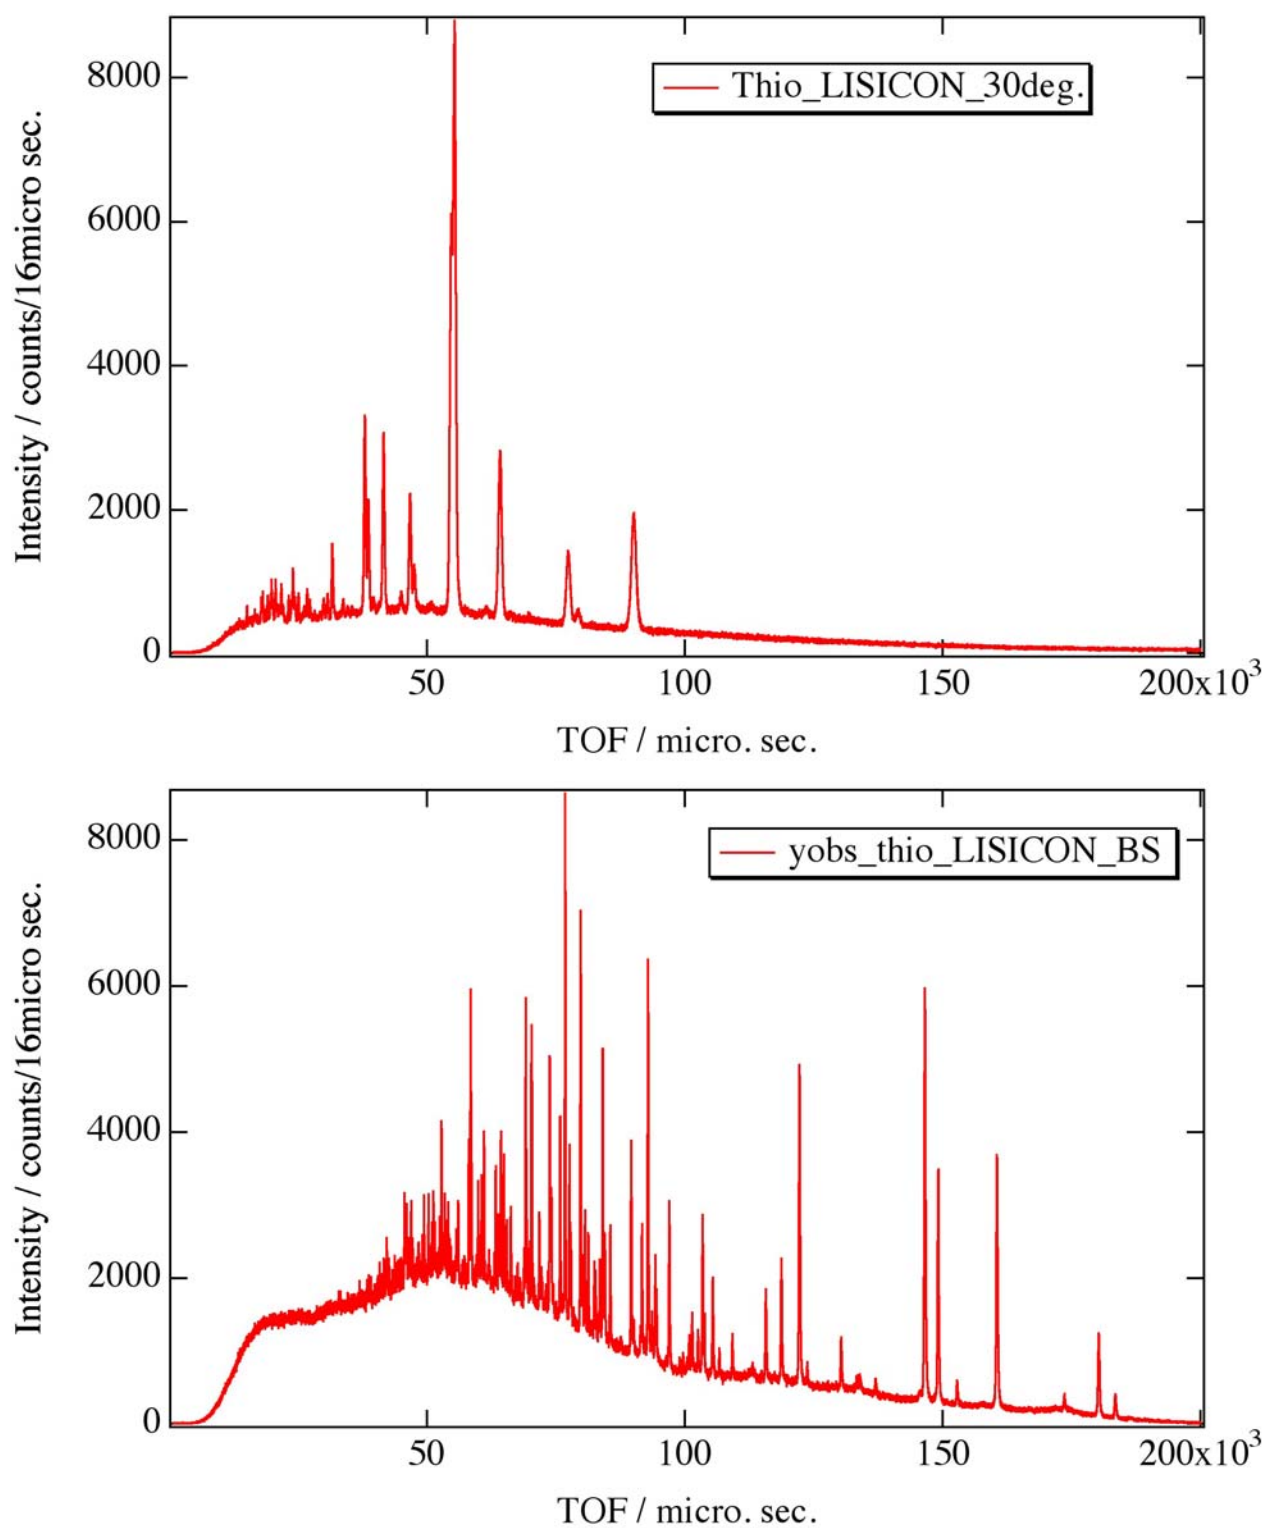 8000
6000
4000
2000
0
Intensity / counts/16micro sec.
Thio_LISICON_30deg.
50 100 150 200x10³
TOF / micro. sec.
8000
6000
4000
2000
0
Intensity / counts/16micro sec.
yobs_thio_LISICON_BS
50 100 150 200x10³
TOF / micro. sec.